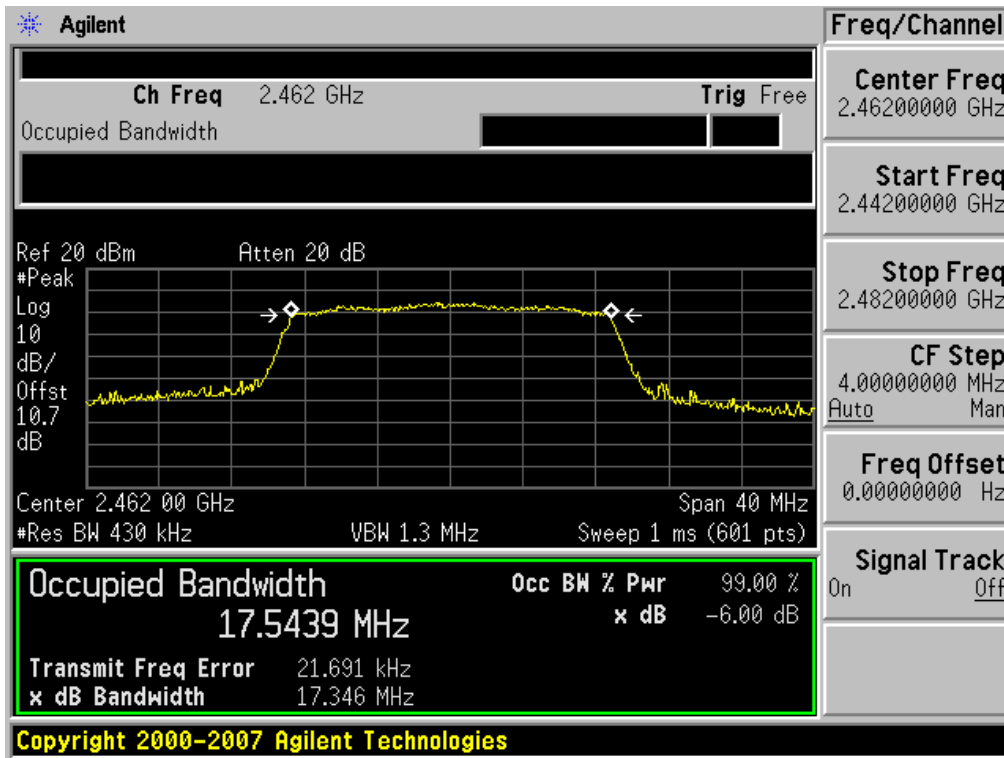 Agilent
Ch Freq 2.462 GHz Trig Free
Occupied Bandwidth
Ref 20 dBm Atten 20 dB
#Peak
Log
10
dB/
Offst
10.7
dB
Center 2.462 00 GHz Span 40 MHz
#Res BW 430 kHz VBW 1.3 MHz Sweep 1 ms (601 pts)
Occupied Bandwidth Occ BW % Pwr 99.00 %
17.5439 MHz x dB -6.00 dB
Transmit Freq Error 21.691 kHz
x dB Bandwidth 17.346 MHz
Copyright 2000-2007 Agilent Technologies
Freq/Channel
Center Freq
2.46200000 GHz
Start Freq
2.44200000 GHz
Stop Freq
2.48200000 GHz
CF Step
4.00000000 MHz
Auto Man
Freq Offset
0.00000000 Hz
Signal Track
On Off